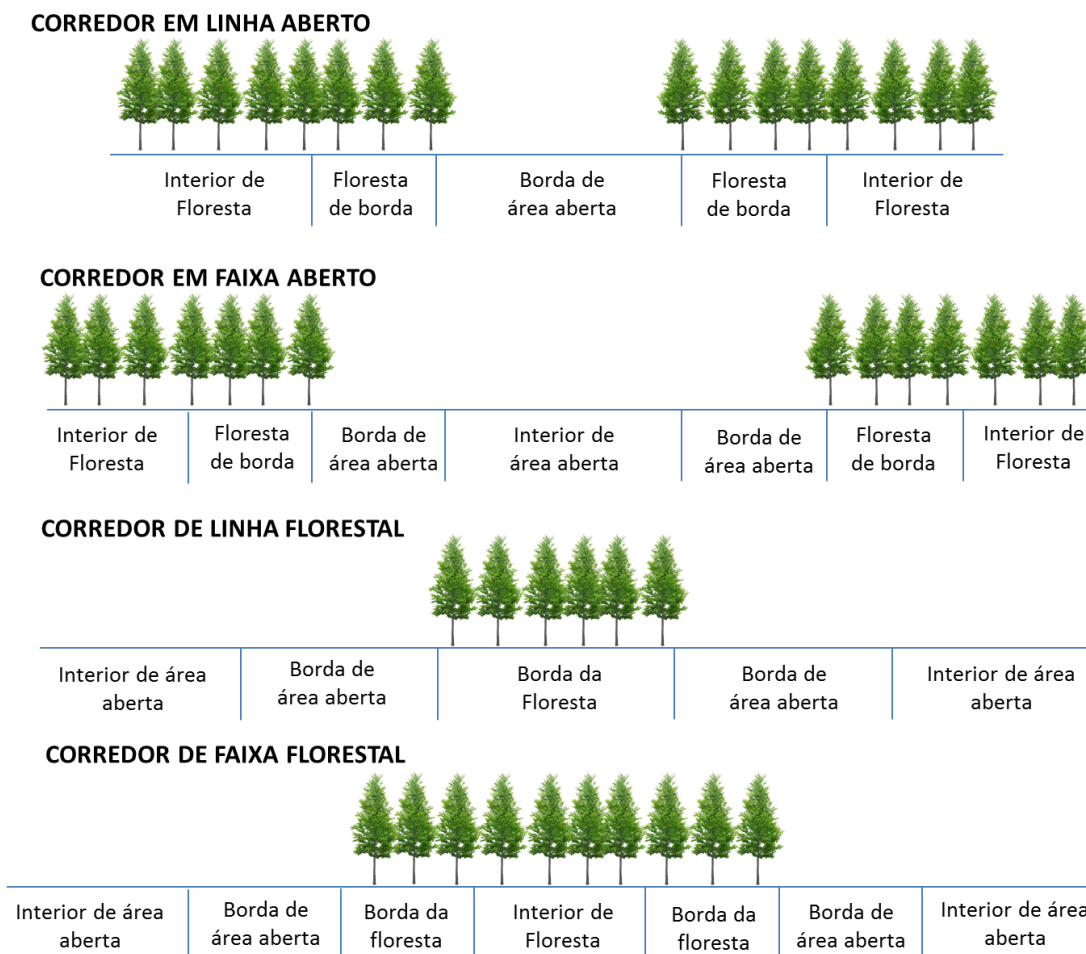 CORREDOR EM LINHA ABERTO
Interior de Floresta de borda Borda de área aberta Floresta de borda Interior de Floresta
CORREDOR EM FAIXA ABERTO
Interior de Floresta Floresta de borda Borda de área aberta Interior de área aberta Borda de área aberta Floresta de borda Interior de Floresta
CORREDOR DE LINHA FLORESTAL
Interior de área aberta Borda de área aberta Borda da Floresta Borda de área aberta Interior de área aberta
CORREDOR DE FAIXA FLORESTAL
Interior de área aberta Borda de área aberta Borda da floresta Interior de Floresta Borda da floresta Borda de área aberta Interior de área aberta